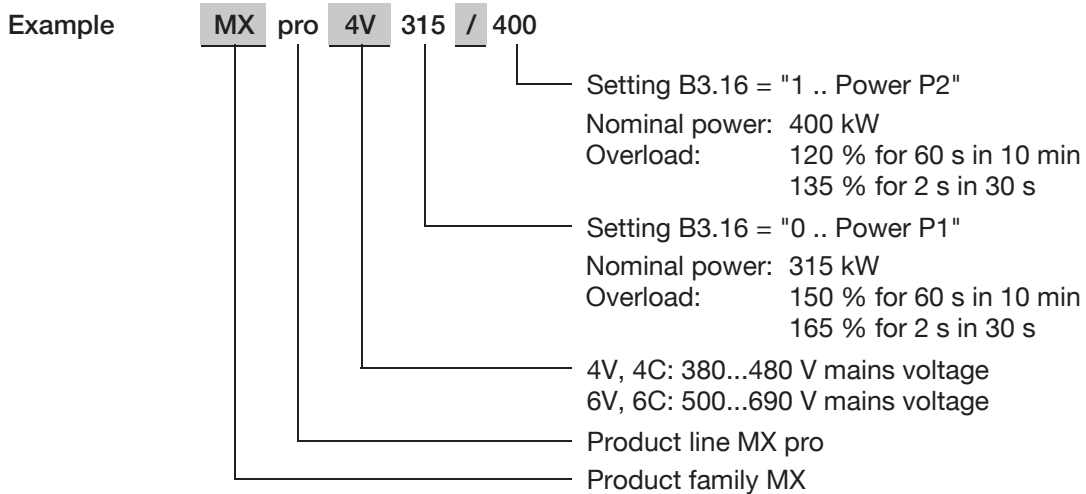 Example MX pro 4V 315 / 400
Setting B3.16 = "1 .. Power P2"
Nominal power: 400 kW
Overload: 120 % for 60 s in 10 min
135 % for 2 s in 30 s
Setting B3.16 = "0 .. Power P1"
Nominal power: 315 kW
Overload: 150 % for 60 s in 10 min
165 % for 2 s in 30 s
4V, 4C: 380...480 V mains voltage
6V, 6C: 500...690 V mains voltage
Product line MX pro
Product family MX